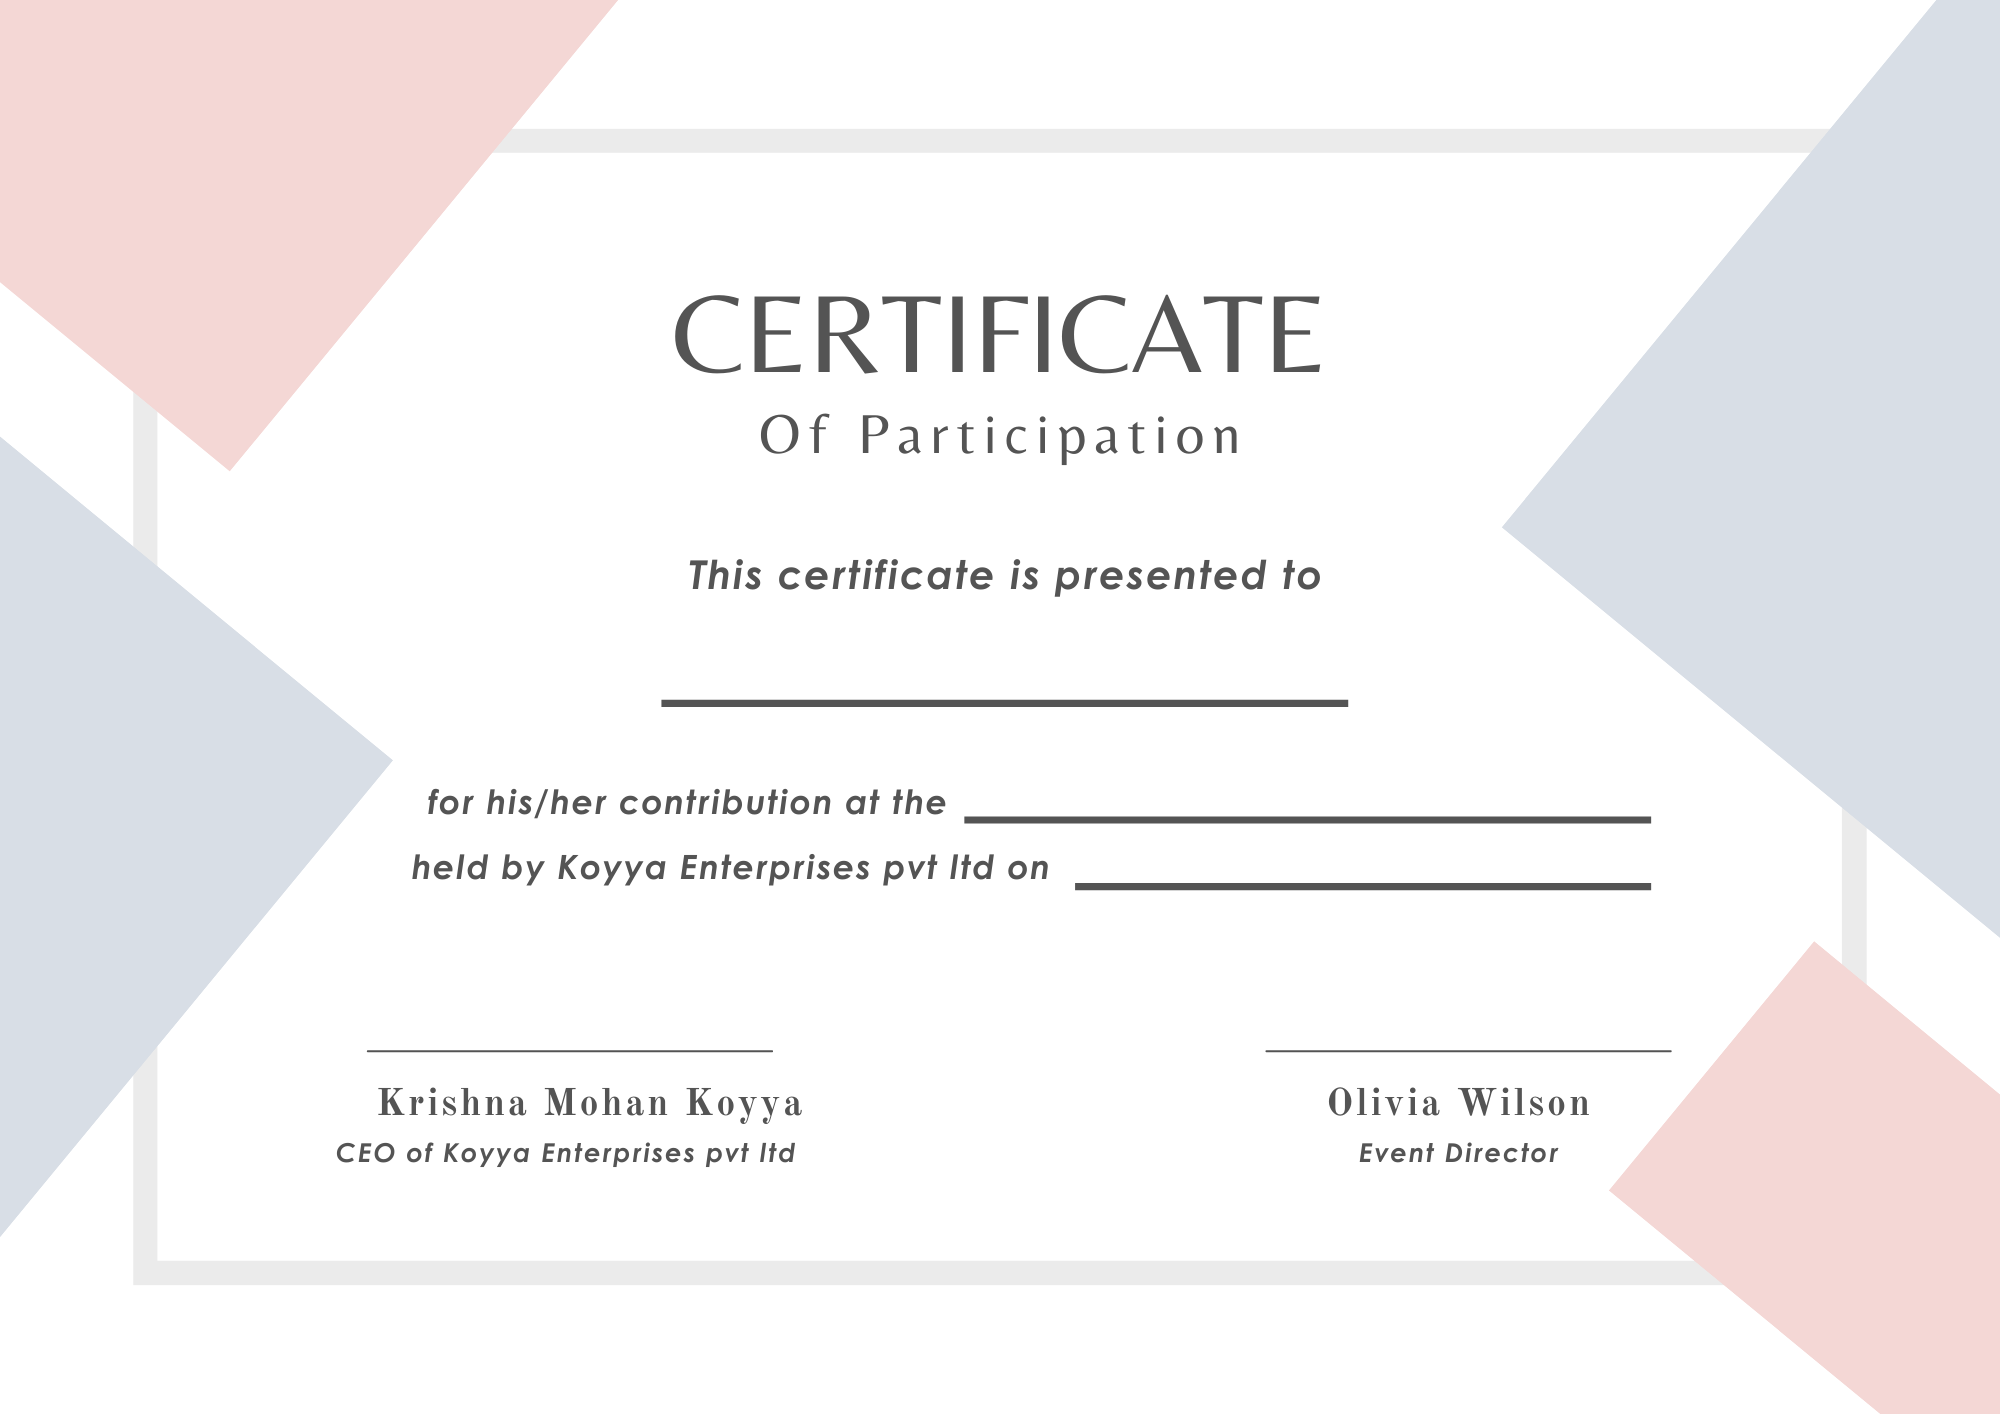 CERTIFICATE
Of Participation
This certificate is presented to
for his/her contribution at the
held by Koyya Enterprises pvt ltd on
Krishna Mohan Koyya
CEO of Koyya Enterprises pvt ltd
Olivia Wilson
Event Director